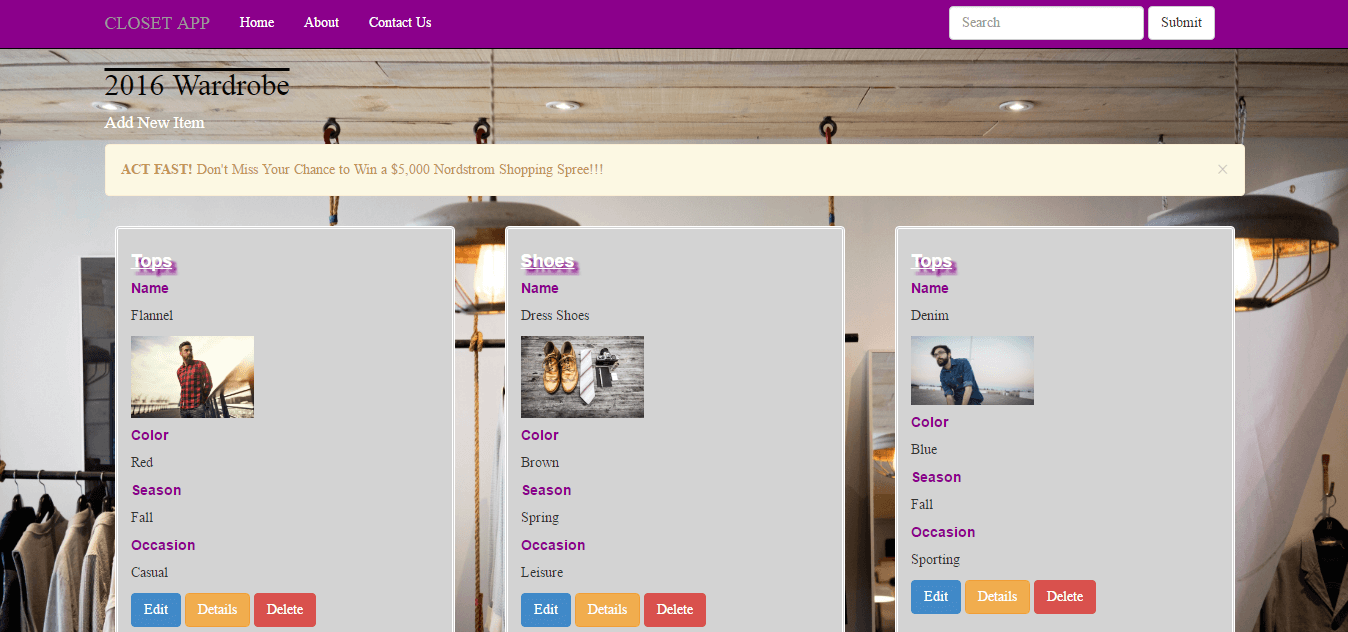 CLOSET APP Home About Contact Us Search Submit
2016 Wardrobe
Add New Item
ACT FAST! Don't Miss Your Chance to Win a $5,000 Nordstrom Shopping Spree!!! ×
Tops
Name
Flannel
Color
Red
Season
Fall
Occasion
Casual
Edit Details Delete
Shoes
Name
Dress Shoes
Color
Brown
Season
Spring
Occasion
Leisure
Edit Details Delete
Tops
Name
Denim
Color
Blue
Season
Fall
Occasion
Sporting
Edit Details Delete